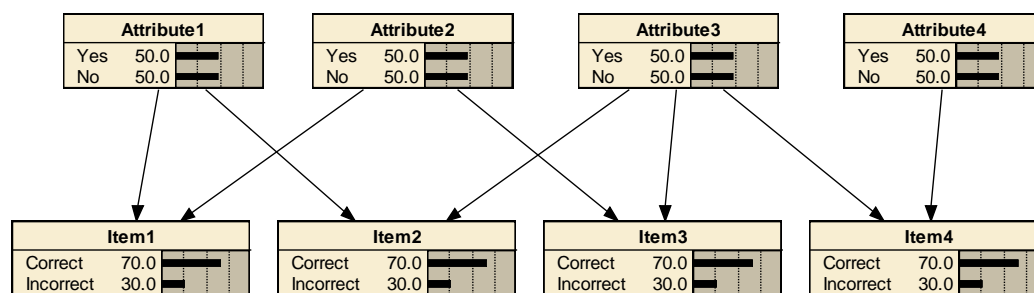 Attribute1 Attribute2 Attribute3 Attribute4
Yes 50.0 Yes 50.0 Yes 50.0 Yes 50.0
No 50.0 No 50.0 No 50.0 No 50.0
Item1 Item2 Item3 Item4
Correct 70.0 Correct 70.0 Correct 70.0 Correct 70.0
Incorrect 30.0 Incorrect 30.0 Incorrect 30.0 Incorrect 30.0